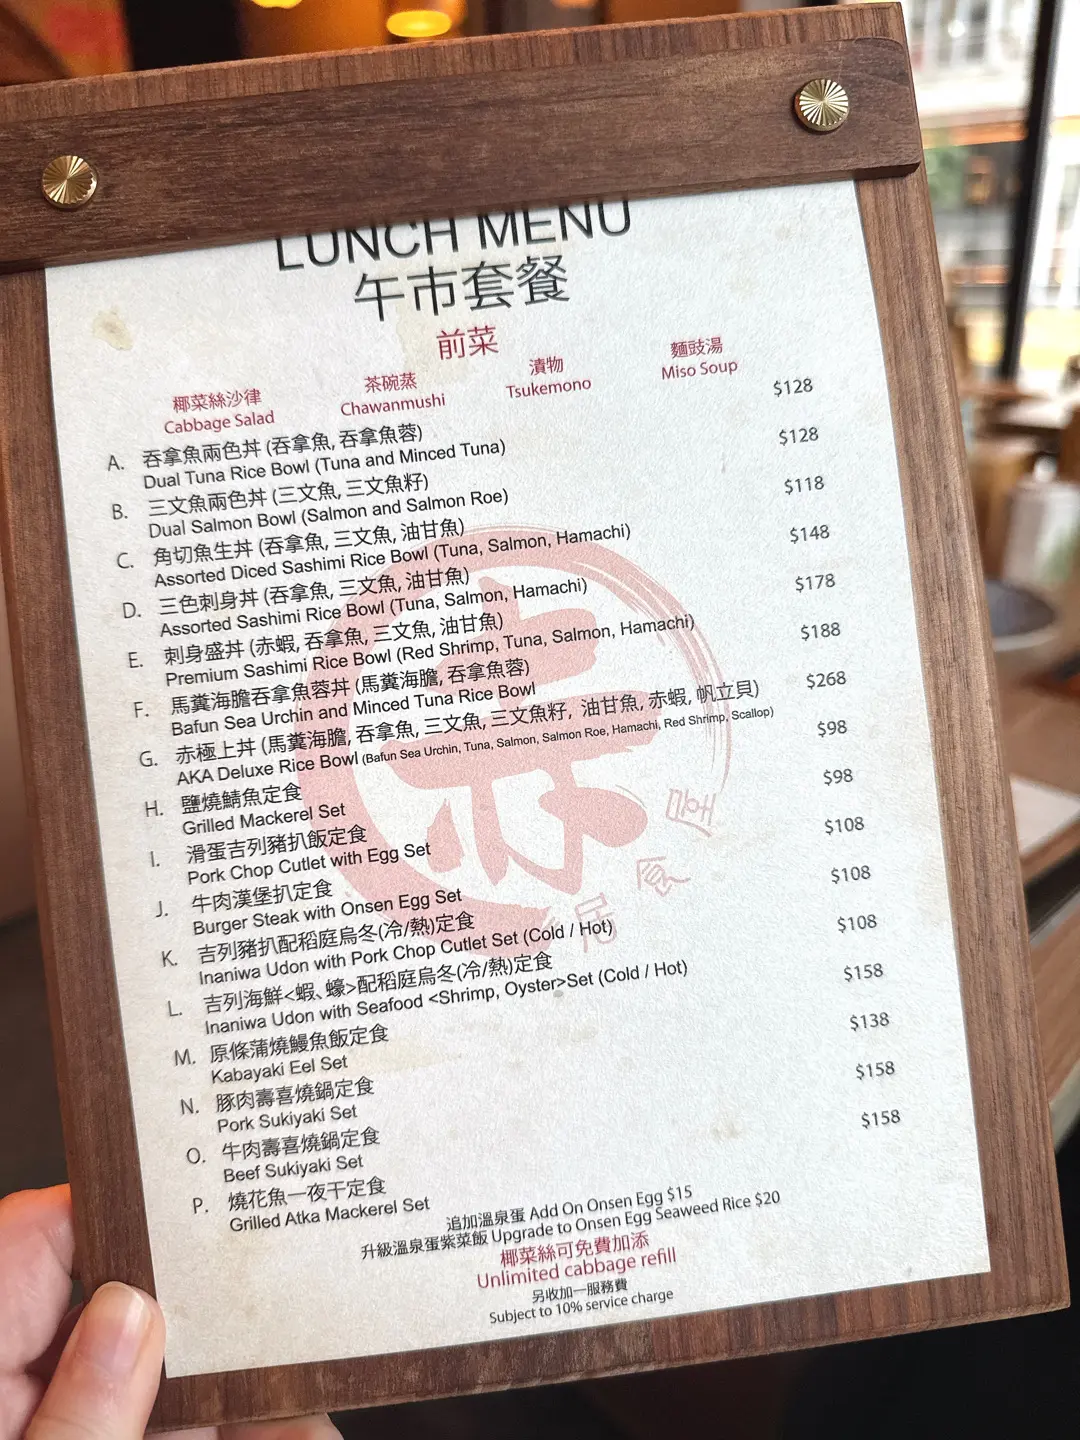 LUNCH MENU
午市套餐
前菜
椰菜絲沙律 茶碗蒸 漬物 麵豉湯
Cabbage Salad Chawanmushi Tsukemono Miso Soup
A. 吞拿魚兩色丼 (吞拿魚, 吞拿魚蓉) $128
Dual Tuna Rice Bowl (Tuna and Minced Tuna)
B. 三文魚兩色丼 (三文魚, 三文魚籽) $128
Dual Salmon Bowl (Salmon and Salmon Roe)
C. 角切魚生丼 (吞拿魚, 三文魚, 油甘魚) $118
Assorted Diced Sashimi Rice Bowl (Tuna, Salmon, Hamachi)
D. 三色刺身丼 (吞拿魚, 三文魚, 油甘魚) $148
Assorted Sashimi Rice Bowl (Tuna, Salmon, Hamachi)
E. 刺身盛丼 (赤蝦, 吞拿魚, 三文魚, 油甘魚) $178
Premium Sashimi Rice Bowl (Red Shrimp, Tuna, Salmon, Hamachi)
F. 馬糞海膽吞拿魚蓉丼 (馬糞海膽, 吞拿魚蓉) $188
Bafun Sea Urchin and Minced Tuna Rice Bowl
G. 赤極上丼 (馬糞海膽, 吞拿魚, 三文魚, 三文魚籽, 油甘魚, 赤蝦, 帆立貝) $268
AKA Deluxe Rice Bowl (Bafun Sea Urchin, Tuna, Salmon, Salmon Roe, Hamachi, Red Shrimp, Scallop)
H. 鹽燒鯖魚定食 $98
Grilled Mackerel Set
I. 滑蛋吉列豬扒飯定食 $98
Pork Chop Cutlet with Egg Set
J. 牛肉漢堡扒定食 $108
Burger Steak with Onsen Egg Set
K. 吉列豬扒配稻庭烏冬(冷/熱)定食 $108
Inaniwa Udon with Pork Chop Cutlet Set (Cold / Hot)
L. 吉列海鮮<蝦、蠔>配稻庭烏冬(冷/熱)定食 $108
Inaniwa Udon with Seafood <Shrimp, Oyster>Set (Cold / Hot)
M. 原條蒲燒鰻魚飯定食 $158
Kabayaki Eel Set
N. 豚肉壽喜燒鍋定食 $138
Pork Sukiyaki Set
O. 牛肉壽喜燒鍋定食 $158
Beef Sukiyaki Set
P. 燒花魚一夜干定食 $158
Grilled Atka Mackerel Set
追加溫泉蛋 Add On Onsen Egg $15
升級溫泉蛋紫菜飯 Upgrade to Onsen Egg Seaweed Rice $20
椰菜絲可免費加添
Unlimited cabbage refill
另收加一服務費
Subject to 10% service charge
赤
居食屋